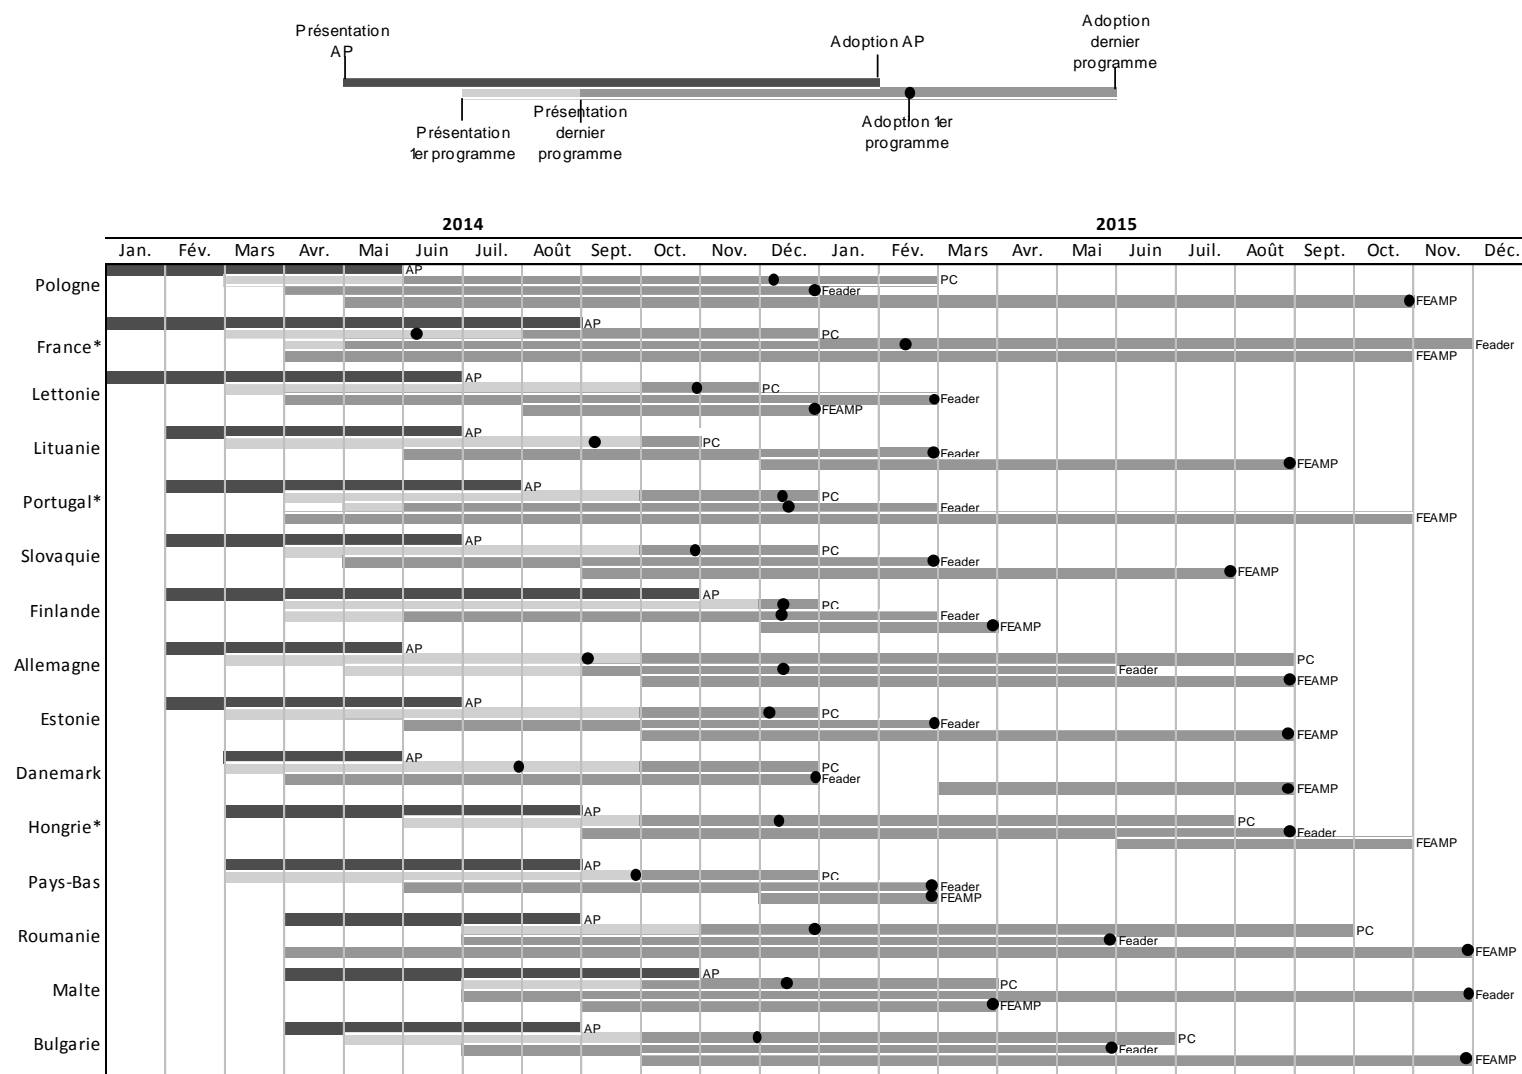 Présentation
AP
Adoption AP
Adoption
dernier
programme
Présentation
1er programme
Présentation
dernier
programme
Adoption 1er
programme
2014 2015
Jan. Fév. Mars Avr. Mai Juin Juil. Août Sept. Oct. Nov. Déc. Jan. Fév. Mars Avr. Mai Juin Juil. Août Sept. Oct. Nov. Déc.
Pologne
AP
PC
Feader
FEAMP
France*
AP
PC
Feader
FEAMP
Lettonie
AP
PC
Feader
FEAMP
Lituanie
AP
PC
Feader
FEAMP
Portugal*
AP
PC
Feader
FEAMP
Slovaquie
AP
PC
Feader
FEAMP
Finlande
AP
PC
Feader
FEAMP
Allemagne
AP
PC
Feader
FEAMP
Estonie
AP
PC
Feader
FEAMP
Danemark
AP
PC
Feader
FEAMP
Hongrie*
AP
PC
Feader
FEAMP
Pays-Bas
AP
PC
Feader
FEAMP
Roumanie
AP
PC
Feader
FEAMP
Malte
AP
PC
Feader
FEAMP
Bulgarie
AP
PC
Feader
FEAMP